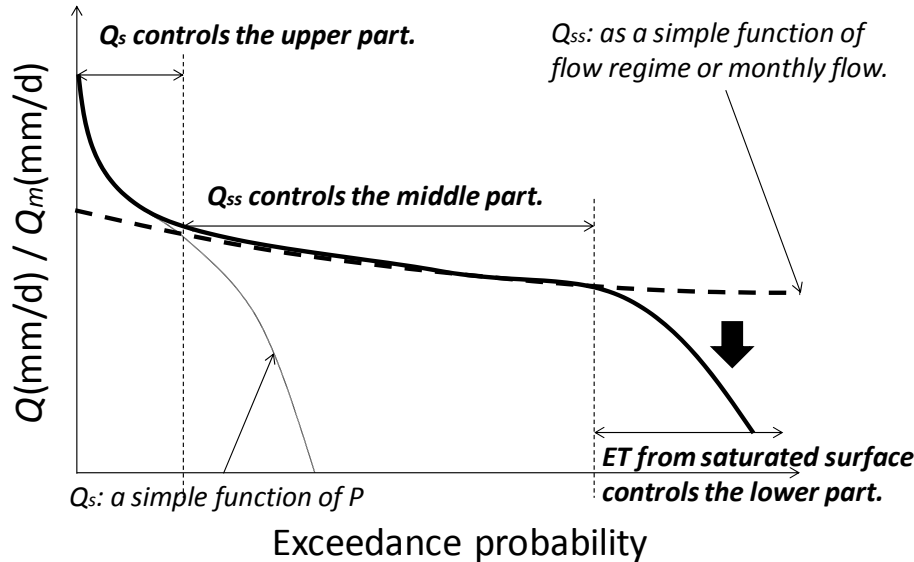 Qs controls the upper part.
Qss: as a simple function of
flow regime or monthly flow.
Qss controls the middle part.
Q(mm/d) / Qm(mm/d)
ET from saturated surface
controls the lower part.
Qs: a simple function of P
Exceedance probability